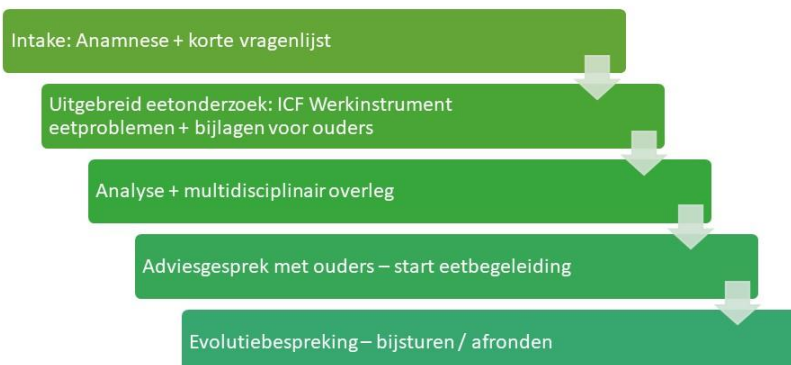 Intake: Anamnese + korte vragenlijst
Uitgebreid eetonderzoek: ICF Werkinstrument
eetproblemen + bijlagen voor ouders
Analyse + multidisciplinair overleg
Adviesgesprek met ouders – start eetbegeleiding
Evolutiebespreking – bijsturen / afronden